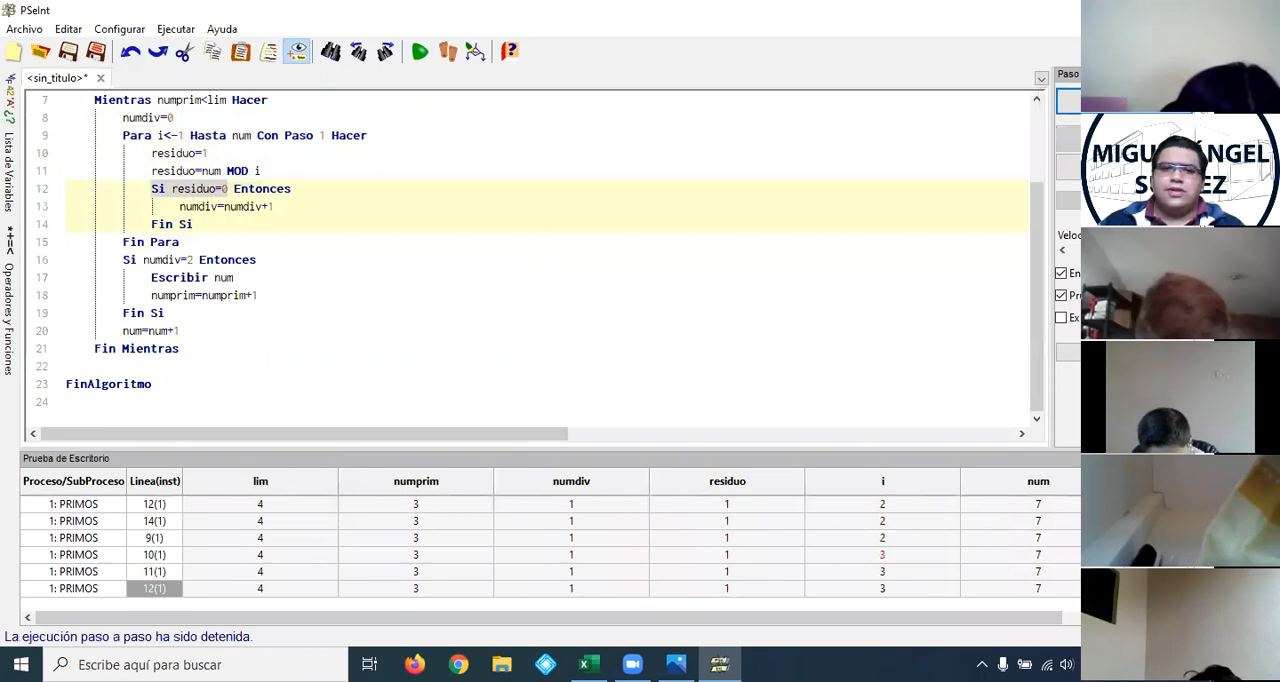 PSeInt
Archivo Editar Configurar Ejecutar Ayuda
<sin_titulo>*
Lista de Variables
Operadores y Funciones
7 Mientras numprim<lim Hacer
8 numdiv=0
9 Para i<-1 Hasta num Con Paso 1 Hacer
10 residuo=1
11 residuo=num MOD i
12 Si residuo=0 Entonces
13 numdiv=numdiv+1
14 Fin Si
15 Fin Para
16 Si numdiv=2 Entonces
17 Escribir num
18 numprim=numprim+1
19 Fin Si
20 num=num+1
21 Fin Mientras
22
23 FinAlgoritmo
24
Paso
Veloc
En
Pru
Ex
Prueba de Escritorio
Proceso/SubProceso Linea(inst) lim numprim numdiv residuo i num
1: PRIMOS 12(1) 4 3 1 1 2 7
1: PRIMOS 14(1) 4 3 1 1 2 7
1: PRIMOS 9(1) 4 3 1 1 2 7
1: PRIMOS 10(1) 4 3 1 1 3 7
1: PRIMOS 11(1) 4 3 1 1 3 7
1: PRIMOS 12(1) 4 3 1 1 3 7
La ejecución paso a paso ha sido detenida.
Escribe aquí para buscar